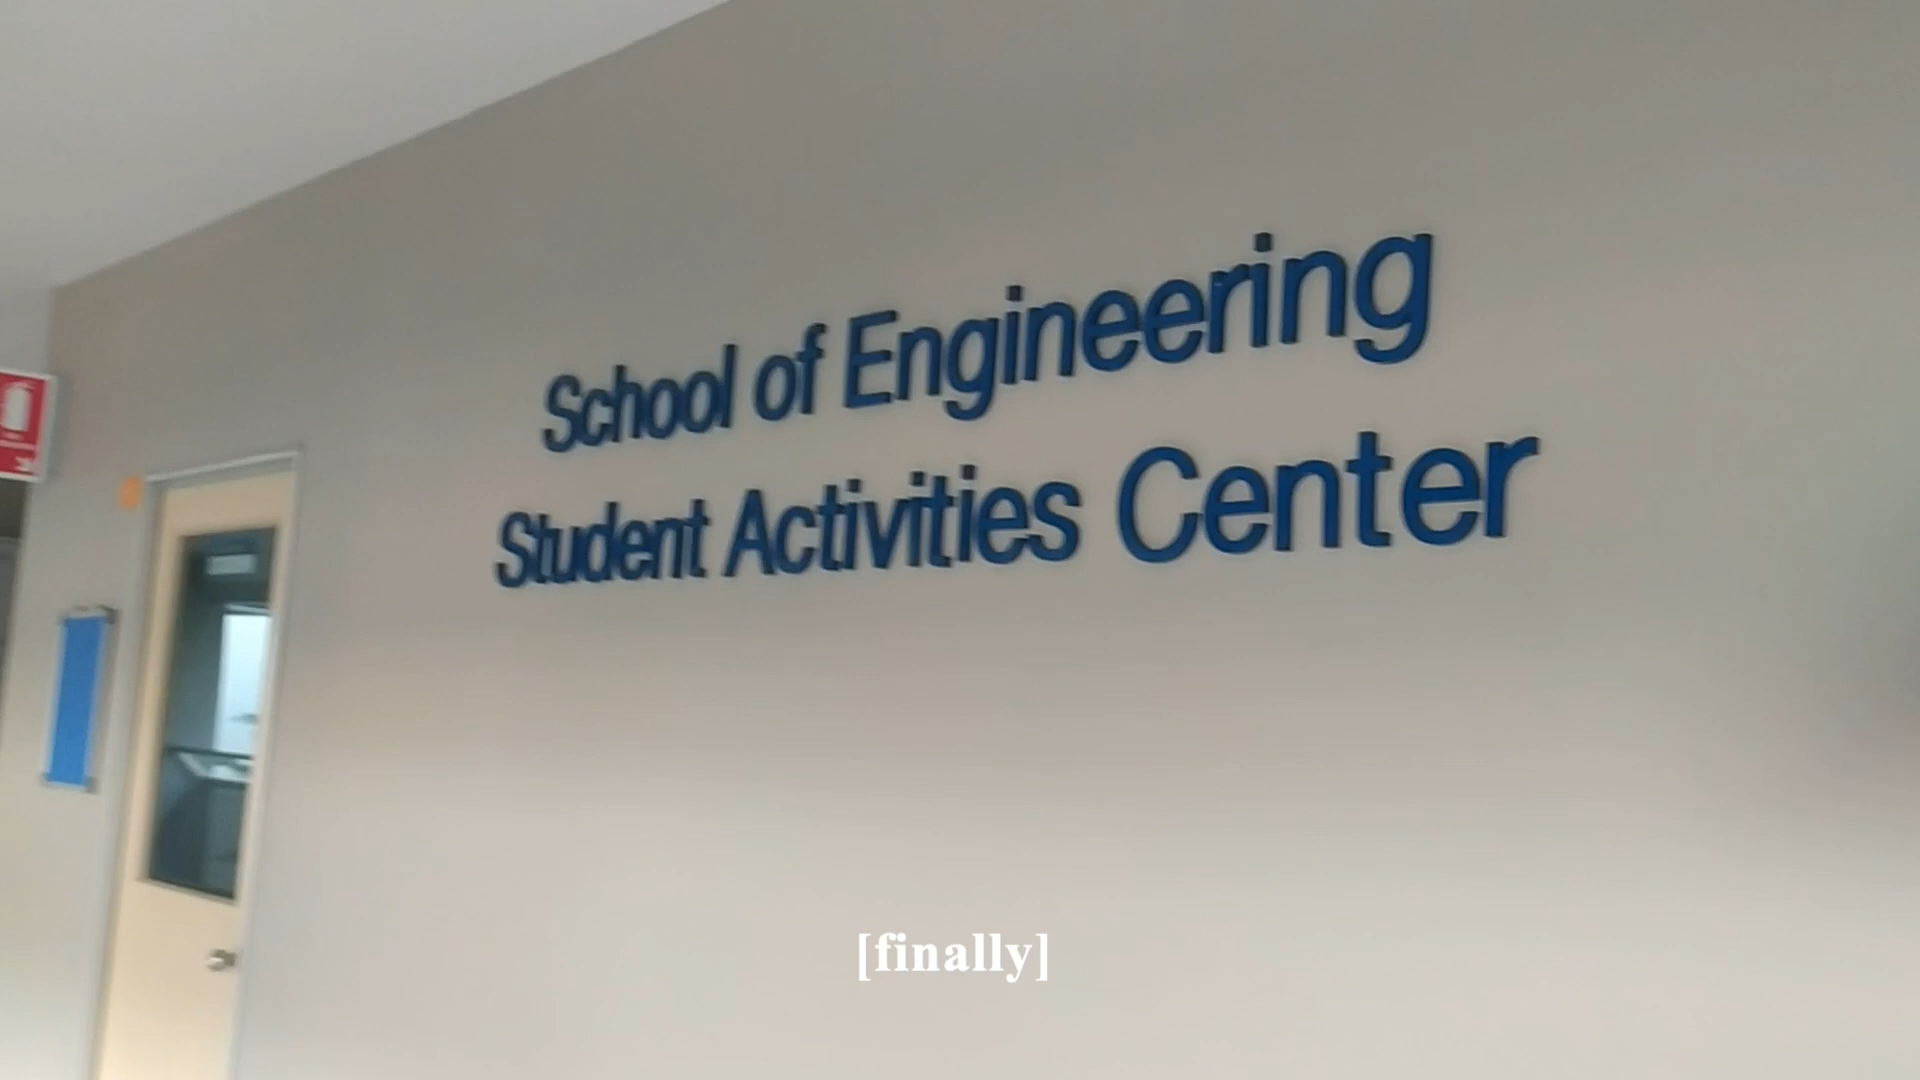 School of Engineering
Student Activities Center
[finally]